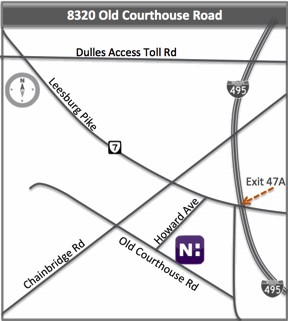 8320 Old Courthouse Road
Dulles Access Toll Rd
N
Leesburg Pike
495
7
Exit 47A
Howard Ave
Chainbridge Rd
Old Courthouse Rd
N:
495